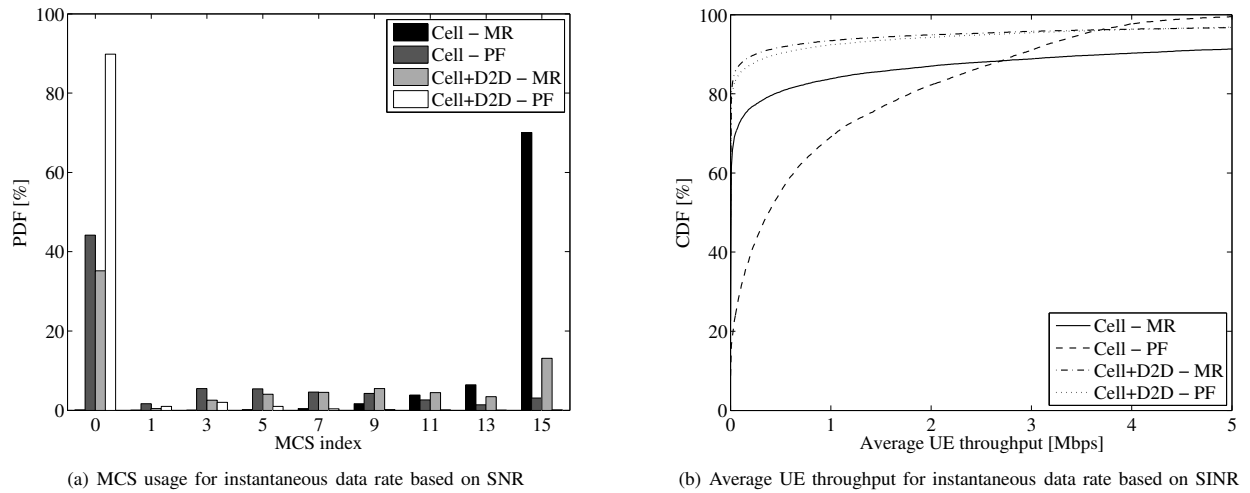 100
80
60
40
20
0
PDF [%]
0 1 3 5 7 9 11 13 15
MCS index
Cell − MR
Cell − PF
Cell+D2D − MR
Cell+D2D − PF
(a) MCS usage for instantaneous data rate based on SNR
100
80
60
40
20
0
CDF [%]
0 1 2 3 4 5
Average UE throughput [Mbps]
Cell − MR
Cell − PF
Cell+D2D − MR
Cell+D2D − PF
(b) Average UE throughput for instantaneous data rate based on SINR